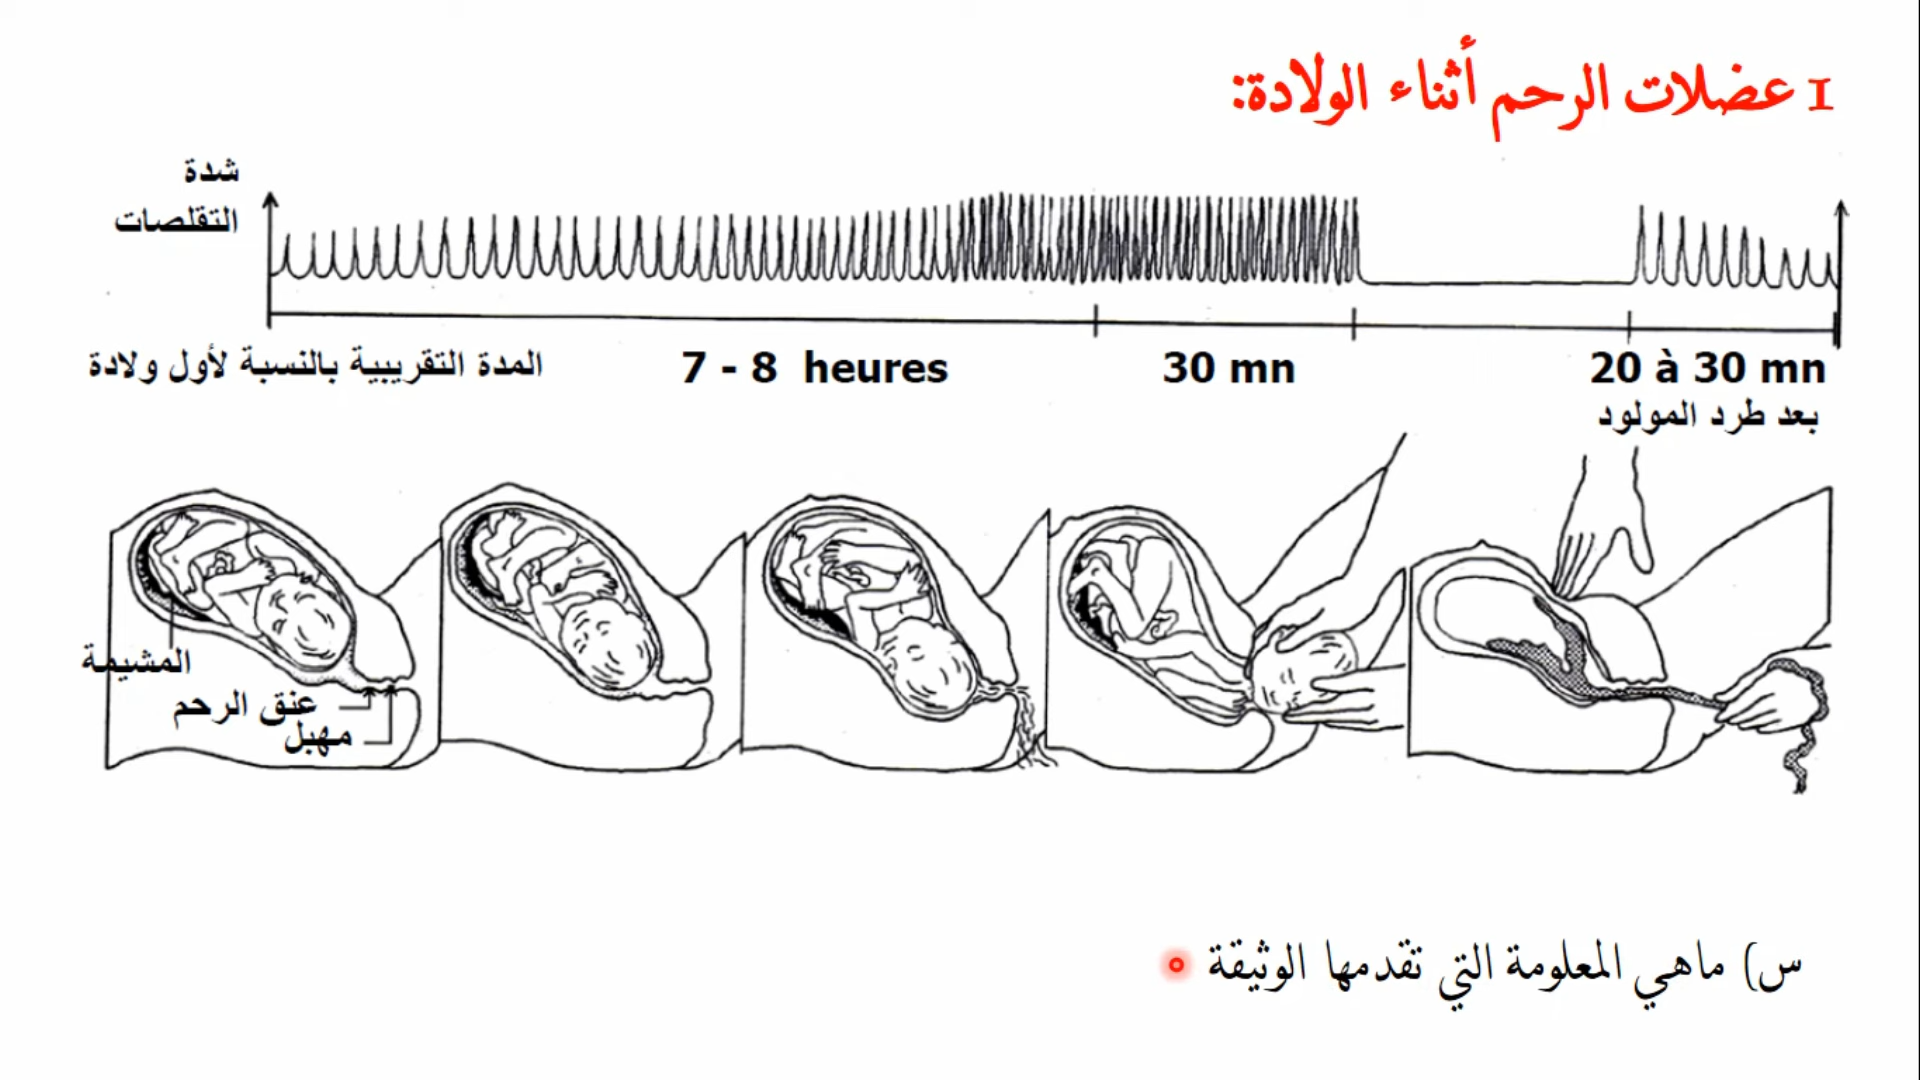 I عضلات الرحم أثناء الولادة:
شدة
التقلصات
المدة التقريبية بالنسبة لأول ولادة
7 - 8 heures
30 mn
20 à 30 mn
بعد طرد المولود
المشيمة
عنق الرحم
مهبل
س) ماهي المعلومة التي تقدمها الوثيقة